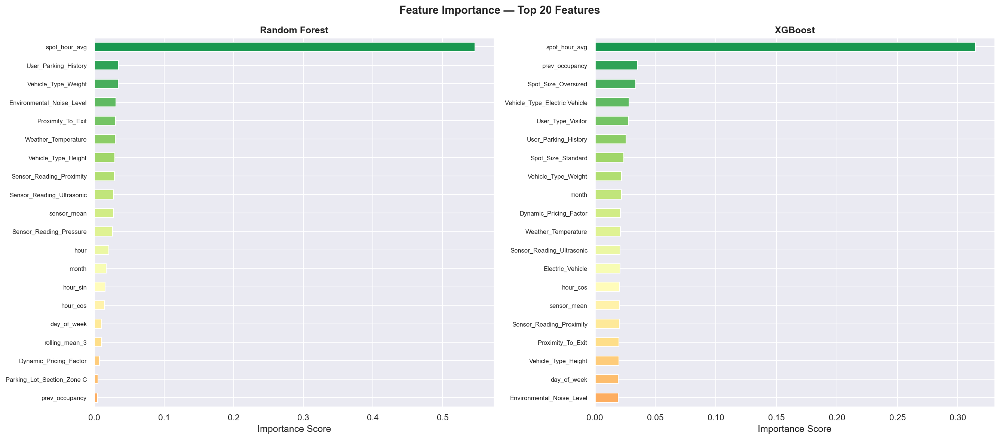 Feature Importance — Top 20 Features
Random Forest
spot_hour_avg
User_Parking_History
Vehicle_Type_Weight
Environmental_Noise_Level
Proximity_To_Exit
Weather_Temperature
Vehicle_Type_Height
Sensor_Reading_Proximity
Sensor_Reading_Ultrasonic
sensor_mean
Sensor_Reading_Pressure
hour
month
hour_sin
hour_cos
day_of_week
rolling_mean_3
Dynamic_Pricing_Factor
Parking_Lot_Section_Zone C
prev_occupancy
0.0 0.1 0.2 0.3 0.4 0.5
Importance Score
XGBoost
spot_hour_avg
prev_occupancy
Spot_Size_Oversized
Vehicle_Type_Electric Vehicle
User_Type_Visitor
User_Parking_History
Spot_Size_Standard
Vehicle_Type_Weight
month
Dynamic_Pricing_Factor
Weather_Temperature
Sensor_Reading_Ultrasonic
Electric_Vehicle
hour_cos
sensor_mean
Sensor_Reading_Proximity
Proximity_To_Exit
Vehicle_Type_Height
day_of_week
Environmental_Noise_Level
0.00 0.05 0.10 0.15 0.20 0.25 0.30
Importance Score